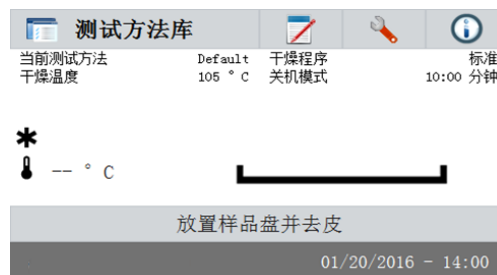 测试方法库
当前测试方法 Default 干燥程序 标准
干燥温度 105 °C 关机模式 10:00 分钟
-- °C
放置样品盘并去皮
01/20/2016 - 14:00